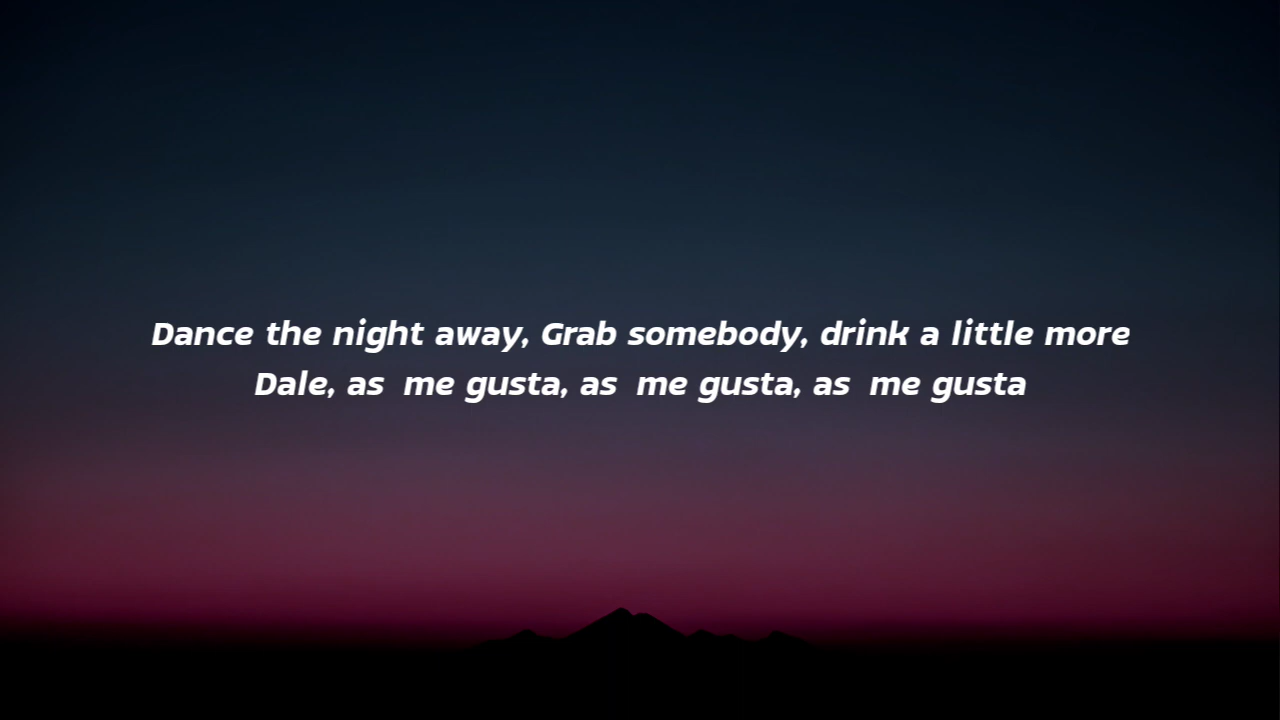 Dance the night away, Grab somebody, drink a little more
Dale, as  me gusta, as  me gusta, as  me gusta